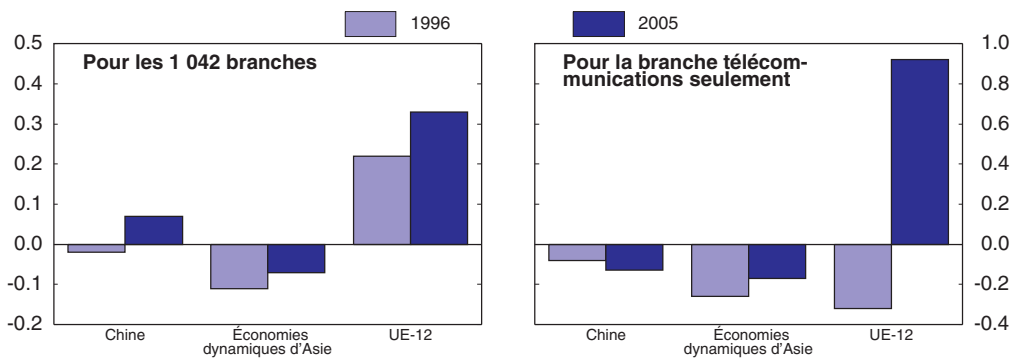 1996
2005
0.5
0.4
0.3
0.2
0.1
0.0
-0.1
-0.2
Pour les 1 042 branches
Chine
Économies
dynamiques d'Asie
UE-12
Pour la branche télécom-
munications seulement
1.0
0.8
0.6
0.4
0.2
0.0
-0.2
-0.4
Chine
Économies
dynamiques d'Asie
UE-12